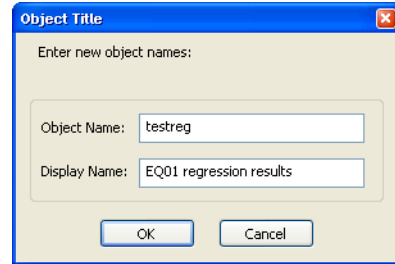 Object Title
Enter new object names:
Object Name: testreg
Display Name: EQ01 regression results
OK Cancel